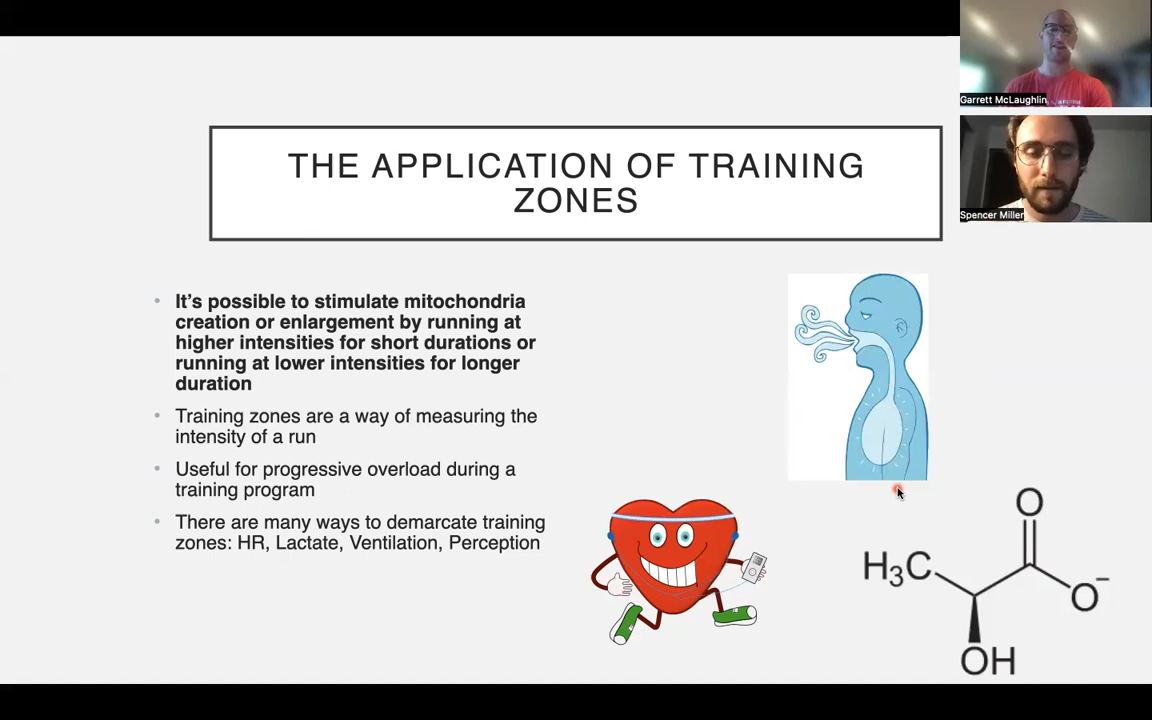 Garrett McLaughlin
Spencer Miller
THE APPLICATION OF TRAINING
ZONES
• It's possible to stimulate mitochondria
creation or enlargement by running at
higher intensities for short durations or
running at lower intensities for longer
duration
• Training zones are a way of measuring the
intensity of a run
• Useful for progressive overload during a
training program
• There are many ways to demarcate training
zones: HR, Lactate, Ventilation, Perception
O
H₃C
O⁻
OH